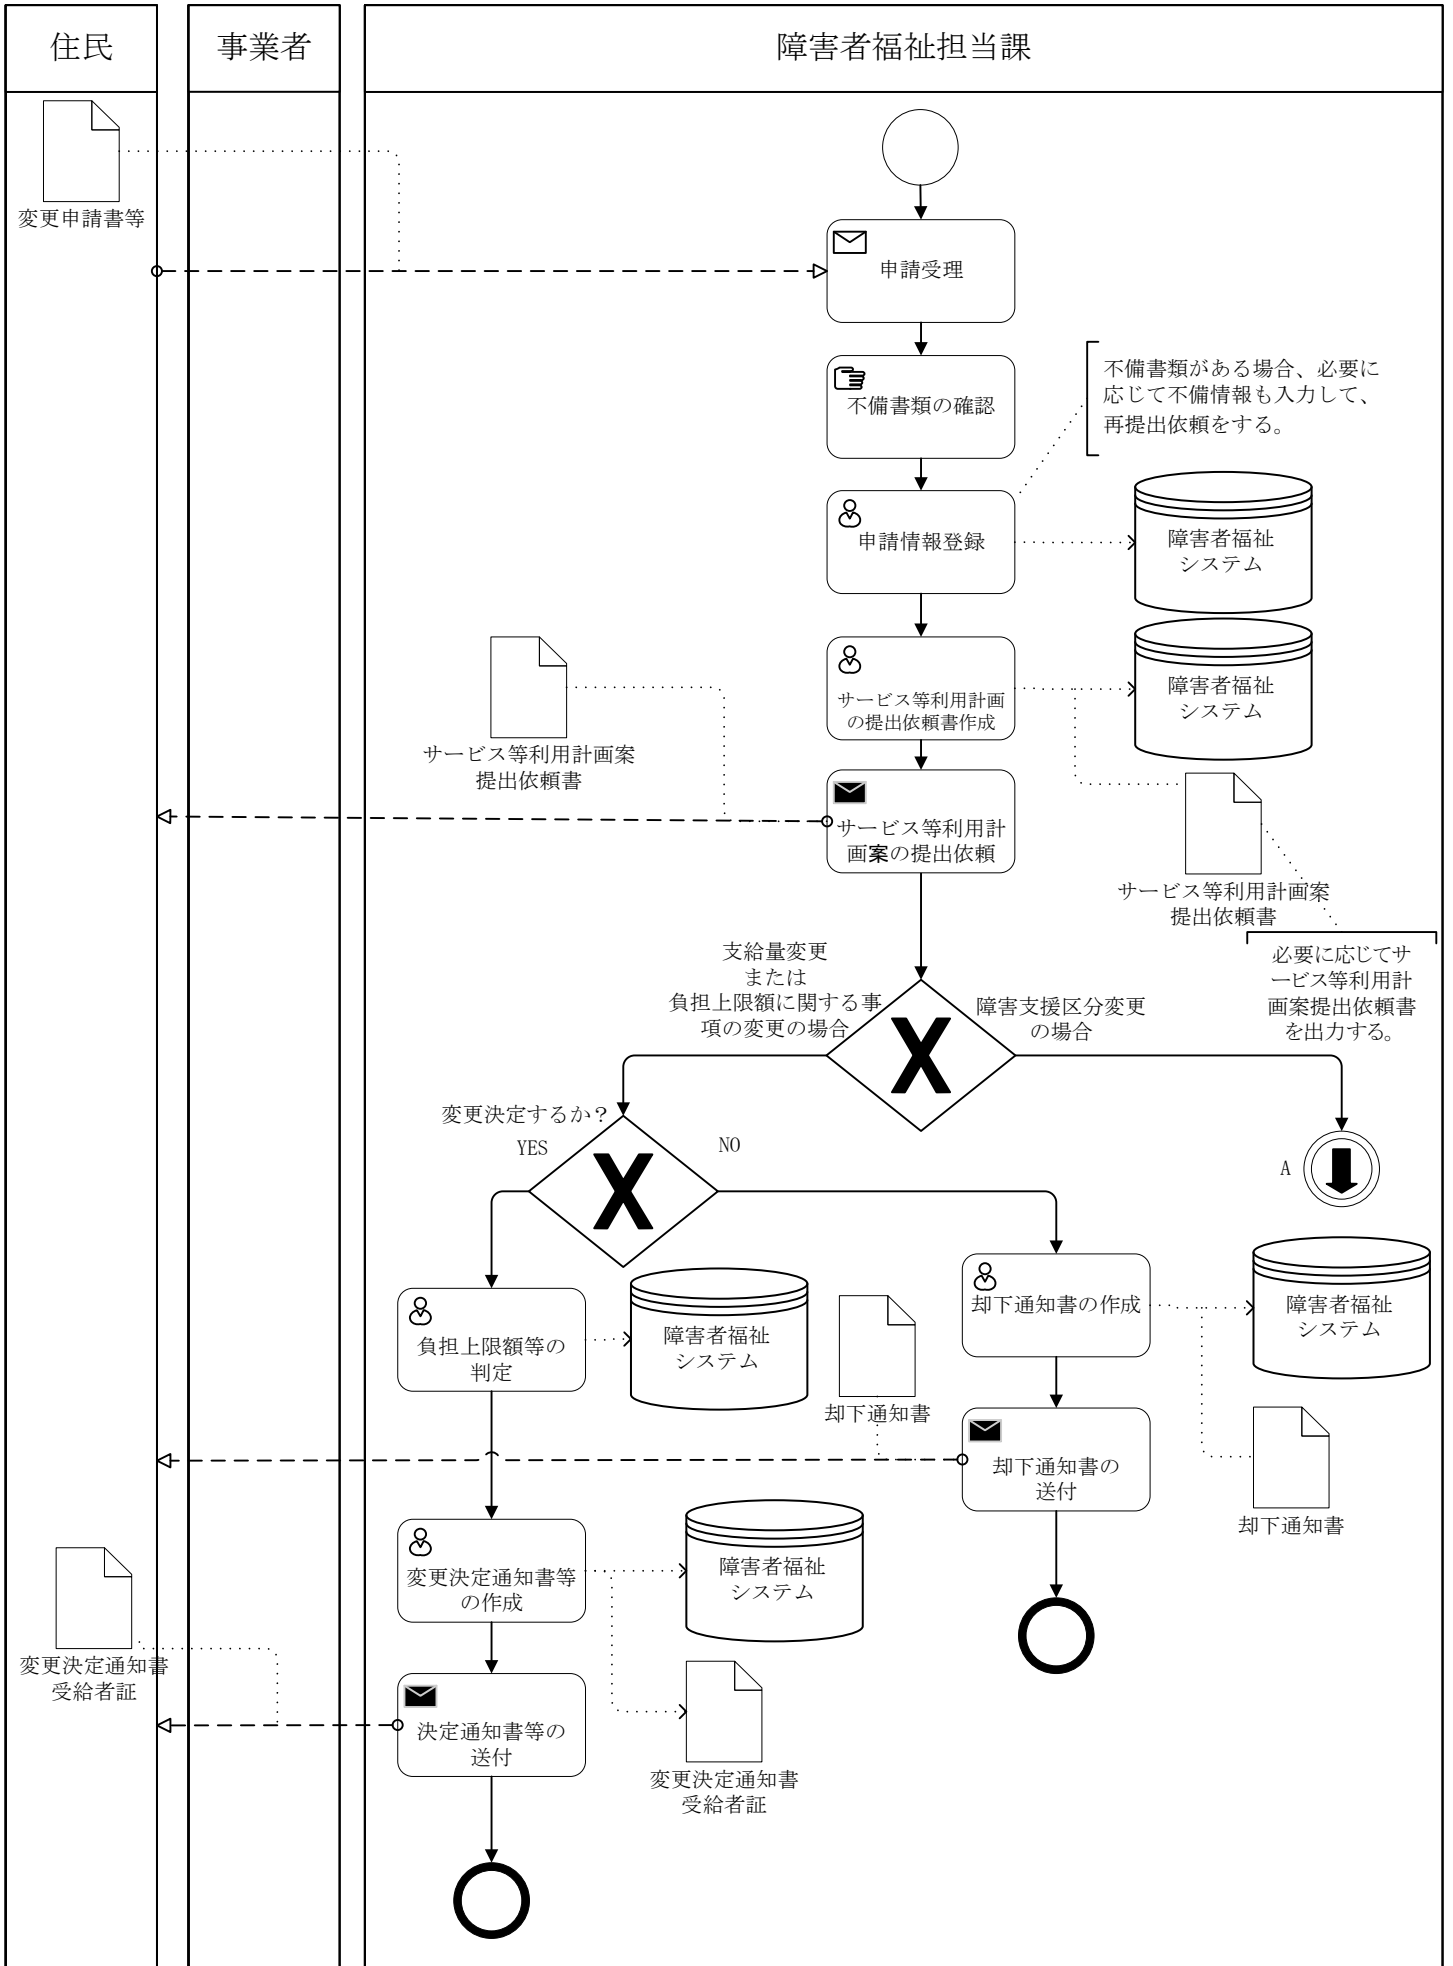 住民
事業者
障害者福祉担当課
変更申請書等
申請受理
不備書類の確認
不備書類がある場合、必要に
応じて不備情報も入力して、
再提出依頼をする。
申請情報登録
障害者福祉
システム
サービス等利用計画
の提出依頼書作成
障害者福祉
システム
サービス等利用計画案
提出依頼書
サービス等利用計
画案の提出依頼
サービス等利用計画案
提出依頼書
必要に応じてサ
ービス等利用計
画案提出依頼書
を出力する。
支給量変更
または
負担上限額に関する事
項の変更の場合
障害支援区分変更
の場合
変更決定するか？
YES
NO
A
負担上限額等の
判定
障害者福祉
システム
却下通知書
却下通知書の作成
障害者福祉
システム
却下通知書の
送付
却下通知書
変更決定通知書等
の作成
障害者福祉
システム
変更決定通知書
受給者証
決定通知書等の
送付
変更決定通知書
受給者証